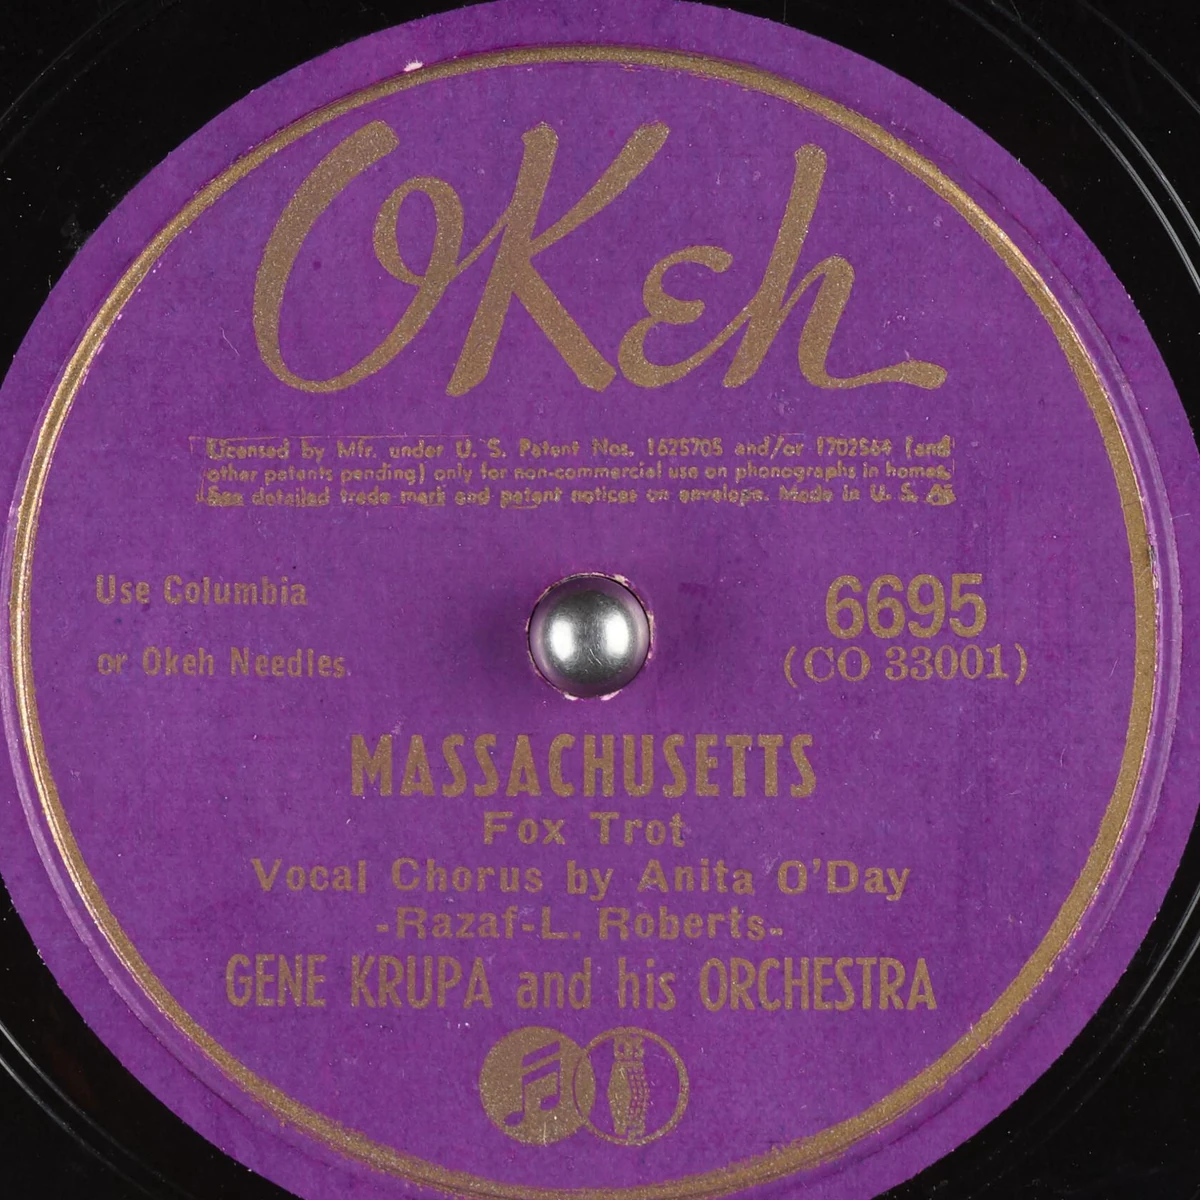 OKeh
Licensed by Mfr. under U. S. Patent Nos. 1625705 and/or 1702564 (and
other patents pending) only for non-commercial use on phonographs in homes.
See detailed trade mark and patent notices on envelope. Made in U. S. A.
Use Columbia
or Okeh Needles.
6695
(CO 33001)
MASSACHUSETTS
Fox Trot
Vocal Chorus by Anita O'Day
-Razaf-L. Roberts-
GENE KRUPA and his ORCHESTRA